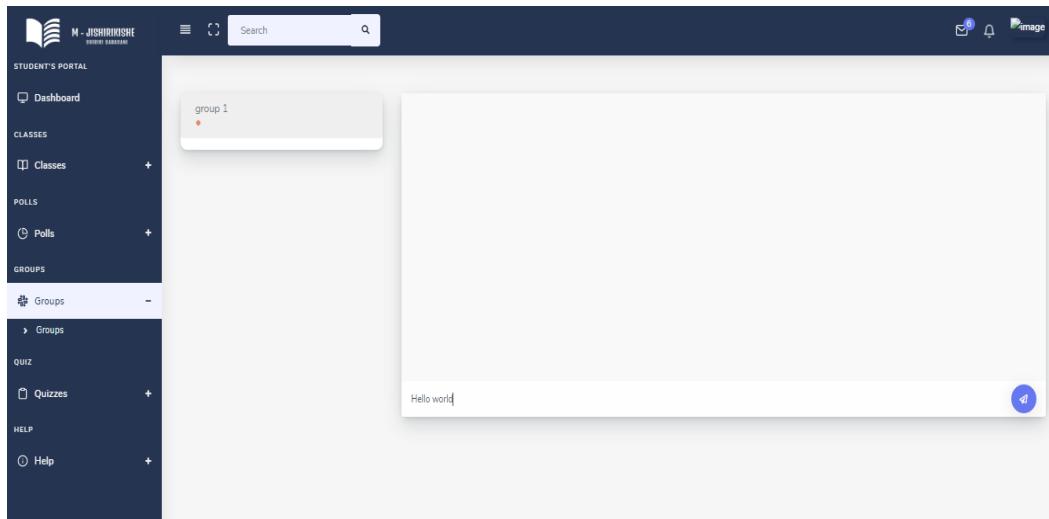 M - JISHIRIKISHE
Search
6
image
STUDENT'S PORTAL
Dashboard
CLASSES
Classes +
POLLS
Polls +
GROUPS
Groups -
Groups
QUIZ
Quizzes +
HELP
Help +
group 1
Hello world